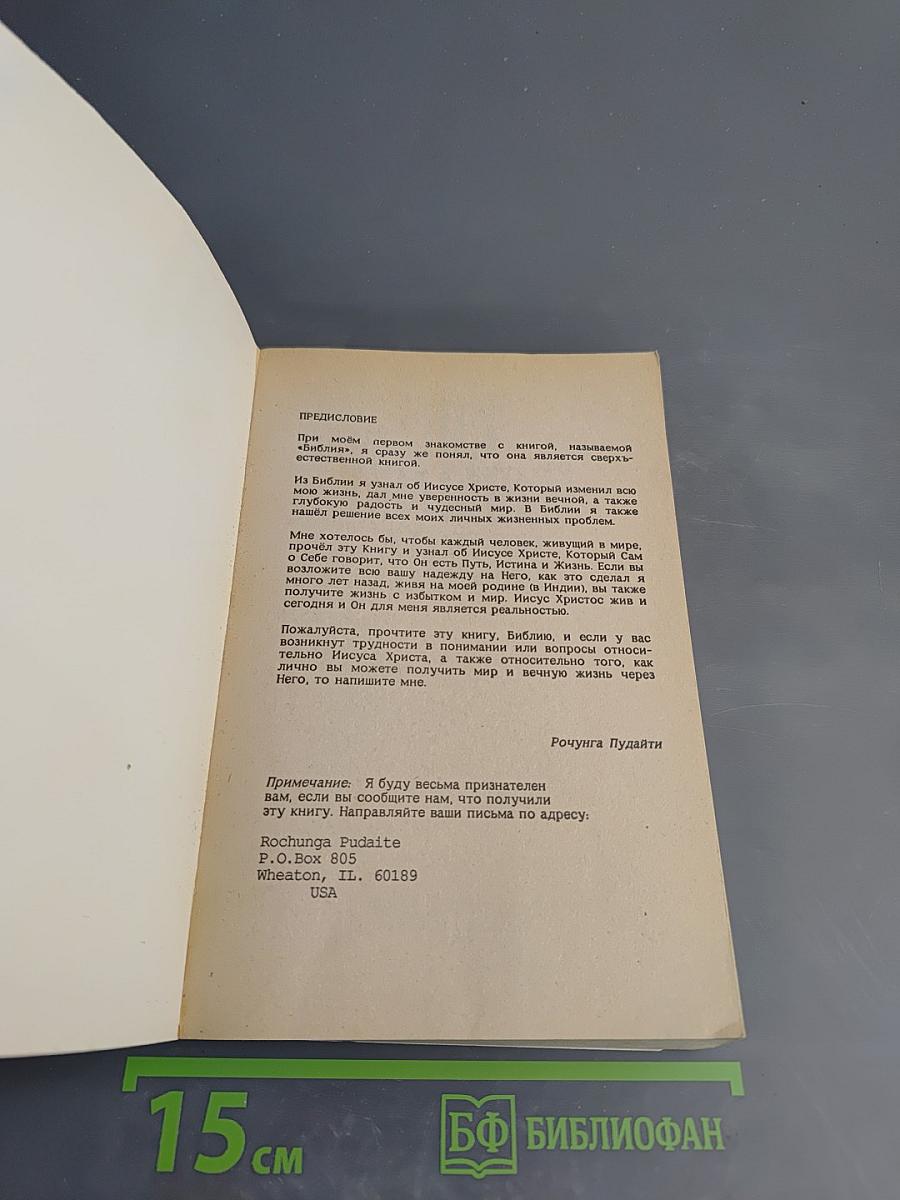 ПРЕДИСЛОВИЕ
При моём первом знакомстве с книгой, называемой
«Библия», я сразу же понял, что она является сверхъ-
естественной книгой.
Из Библии я узнал об Иисусе Христе, Который изменил всю
мою жизнь, дал мне уверенность в жизни вечной, а также
глубокую радость и чудесный мир. В Библии я также
нашёл решение всех моих личных жизненных проблем.
Мне хотелось бы, чтобы каждый человек, живущий в мире,
прочёл эту Книгу и узнал об Иисусе Христе, Который Сам
о Себе говорит, что Он есть Путь, Истина и Жизнь. Если вы
возложите всю вашу надежду на Него, как это сделал я
много лет назад, живя на моей родине (в Индии), вы также
получите жизнь с избытком и мир. Иисус Христос жив и
сегодня и Он для меня является реальностью.
Пожалуйста, прочтите эту книгу, Библию, и если у вас
возникнут трудности в понимании или вопросы относи-
тельно Иисуса Христа, а также относительно того, как
лично вы можете получить мир и вечную жизнь через
Него, то напишите мне.
Рочунга Пудайти
Примечание: Я буду весьма признателен
вам, если вы сообщите нам, что получили
эту книгу. Направляйте ваши письма по адресу:
Rochunga Pudaite
P.O.Box 805
Wheaton, IL. 60189
USA
15 см
БФ БИБЛИОФАН